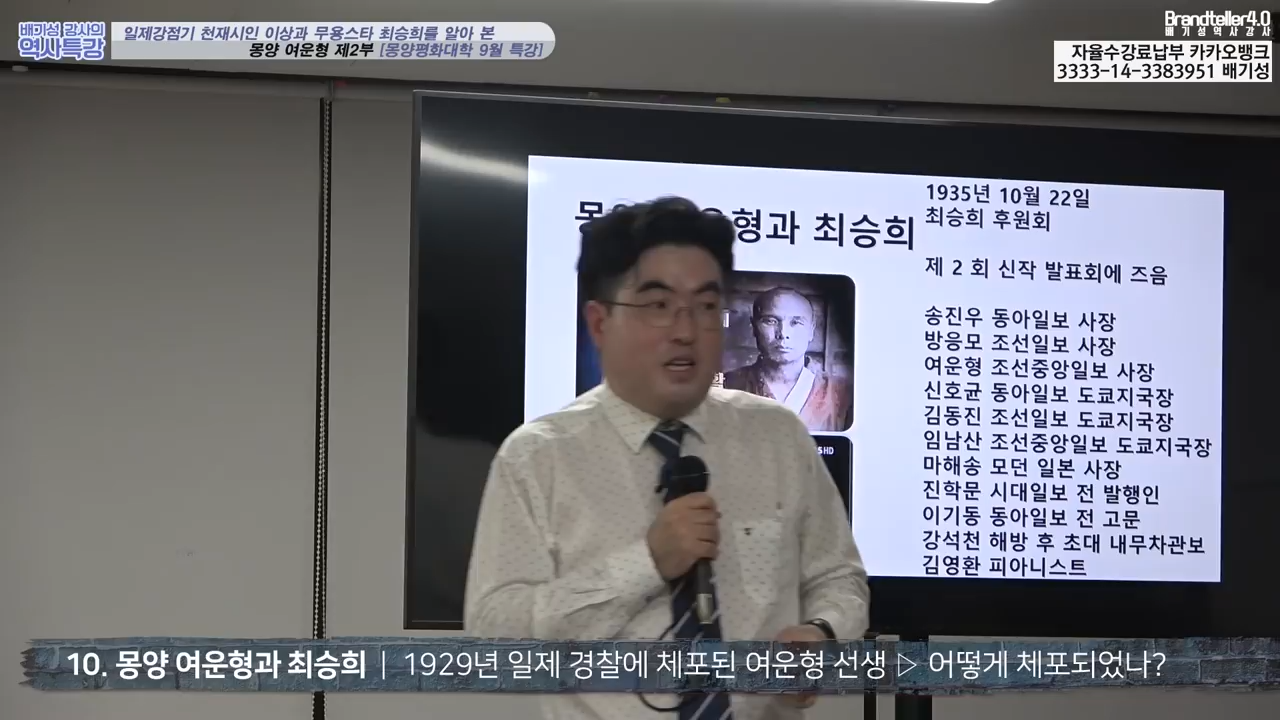 배기성 강사의
역사특강
일제강점기 천재시인 이상과 무용스타 최승희를 알아 본
몽양 여운형 제2부 [몽양평화대학 9월 특강]
Brandteller4.0
배기성역사강사
자율수강료납부 카카오뱅크
3333-14-3383951 배기성
형과 최승희
1935년 10월 22일
최승희 후원회
제 2 회 신작 발표회에 즈음
송진우 동아일보 사장
방응모 조선일보 사장
여운형 조선중앙일보 사장
신호균 동아일보 도쿄지국장
김동진 조선일보 도쿄지국장
임남산 조선중앙일보 도쿄지국장
마해송 모던 일본 사장
진학문 시대일보 전 발행인
이기동 동아일보 전 고문
강석천 해방 후 초대 내무차관보
김영환 피아니스트
10. 몽양 여운형과 최승희 | 1929년 일제 경찰에 체포된 여운형 선생 ▷ 어떻게 체포되었나?